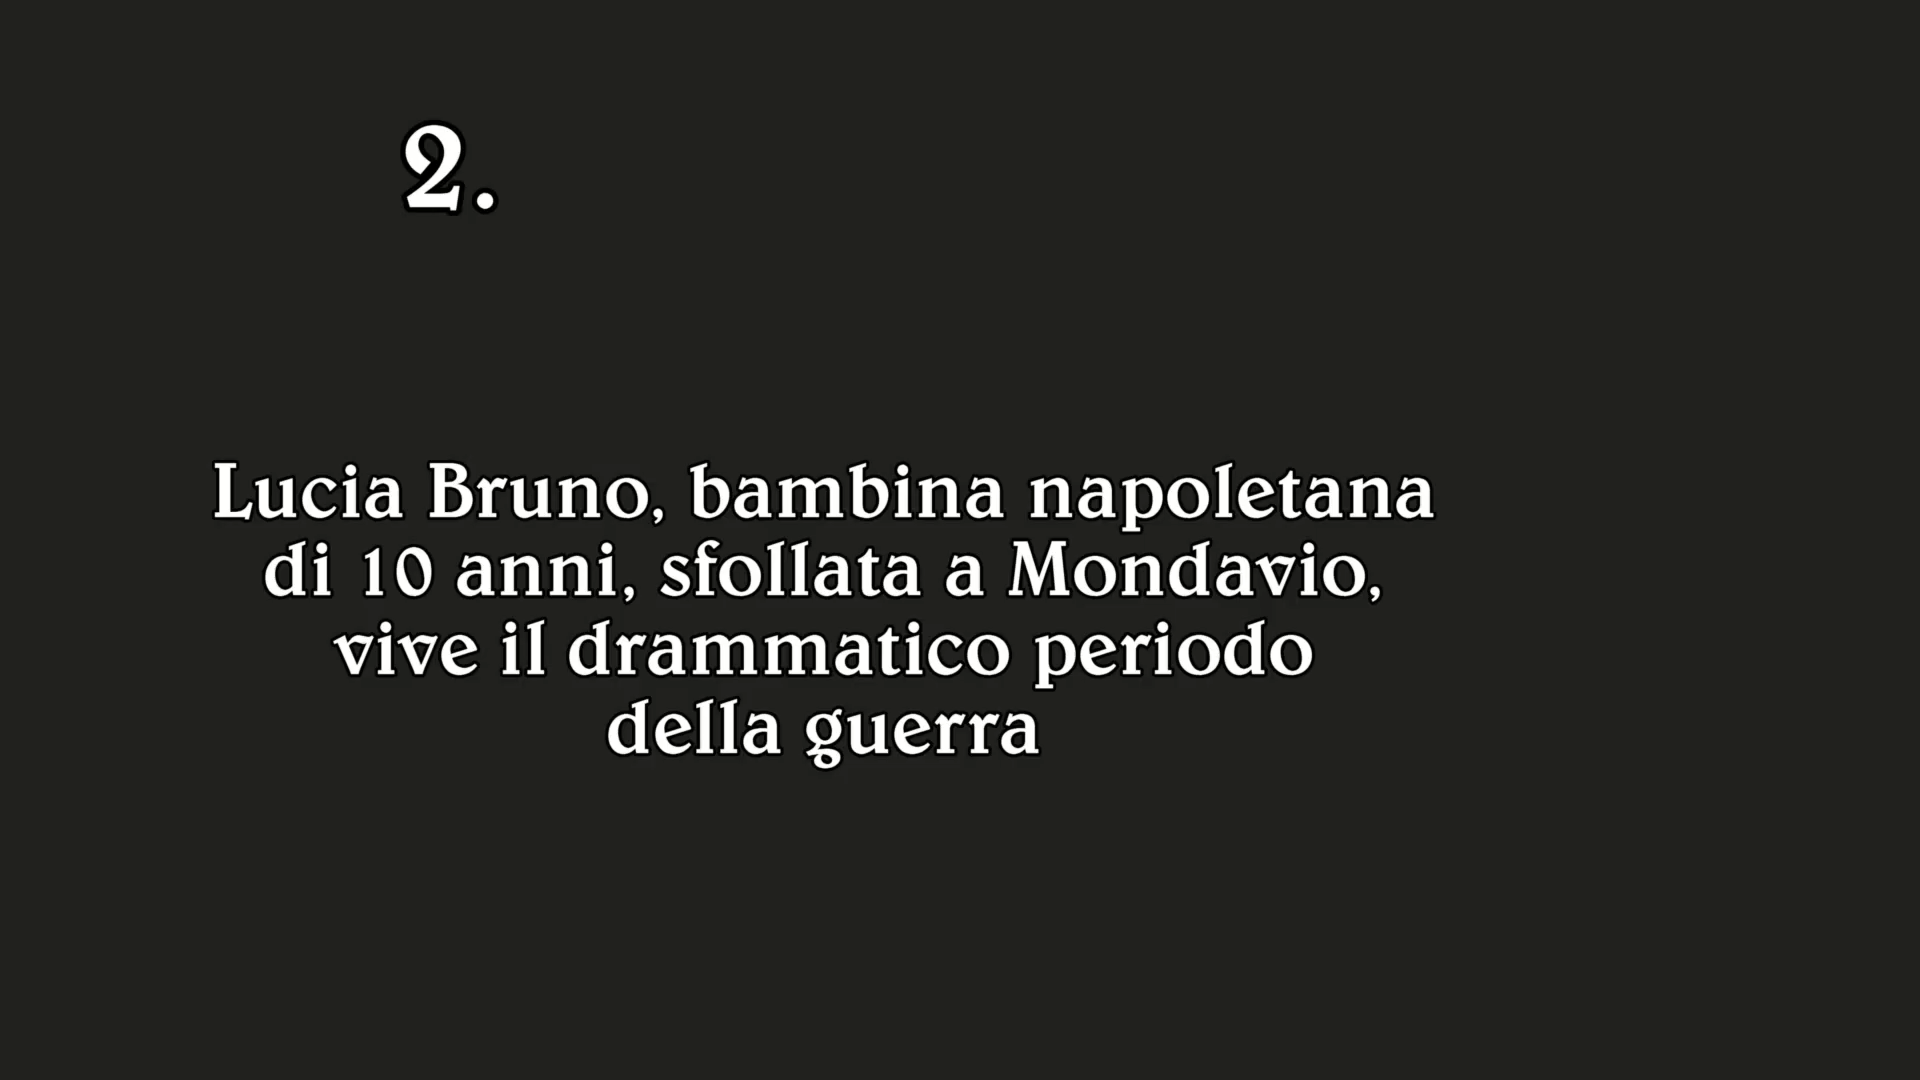 2.
Lucia Bruno, bambina napoletana
di 10 anni, sfollata a Mondavio,
vive il drammatico periodo
della guerra